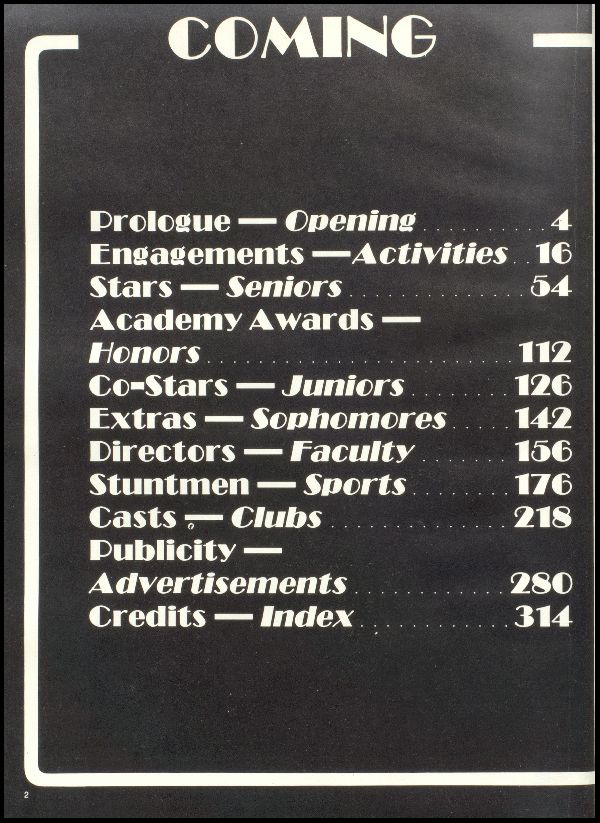 COMING
Prologue — Opening ........... 4
Engagements — Activities .. 16
Stars — Seniors ................ 54
Academy Awards —
Honors ............................ 112
Co-Stars — Juniors .......... 126
Extras — Sophomores ...... 142
Directors — Faculty ......... 156
Stuntmen — Sports .......... 176
Casts — Clubs ................. 218
Publicity —
Advertisements ............... 280
Credits — Index .............. 314
2